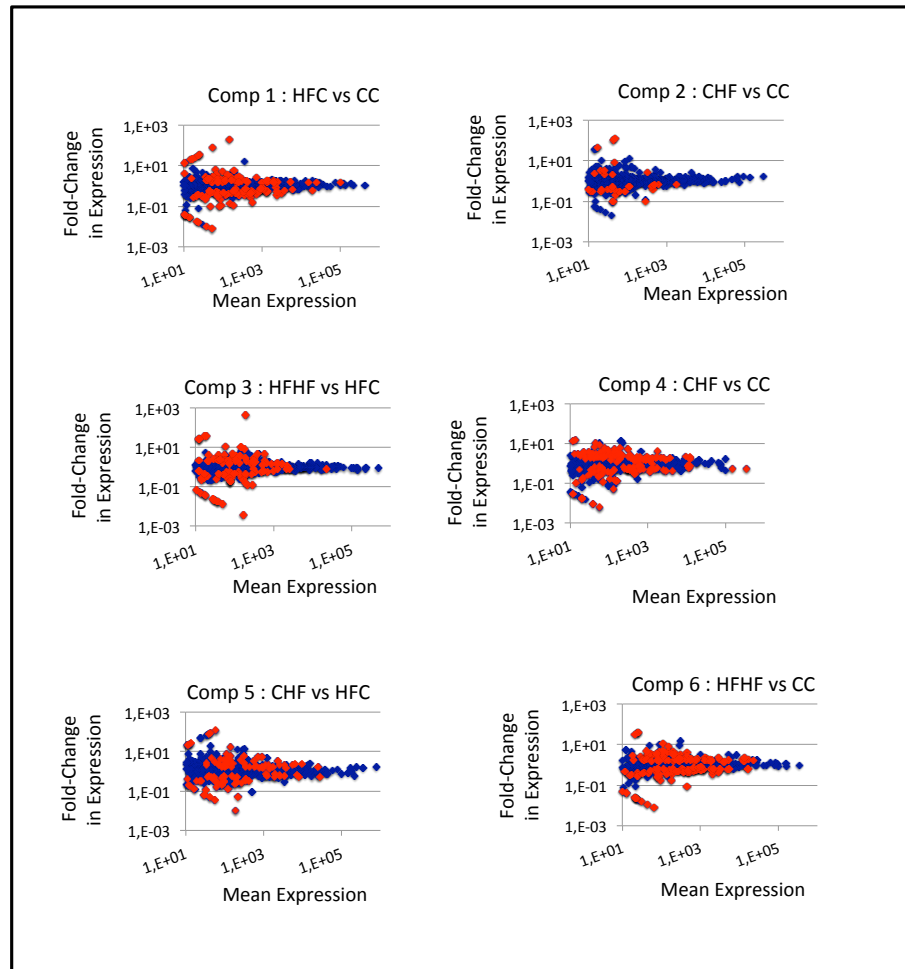 Comp 1 : HFC vs CC
Fold-Change
in Expression
1,E+03
1,E+01
1,E-01
1,E-03
1,E+01
1,E+03
1,E+05
Mean Expression
Comp 2 : CHF vs CC
Fold-Change
in Expression
1,E+03
1,E+01
1,E-01
1,E-03
1,E+01
1,E+03
1,E+05
Mean Expression
Comp 3 : HFHF vs HFC
Fold-Change
in Expression
1,E+03
1,E+01
1,E-01
1,E-03
1,E+01
1,E+03
1,E+05
Mean Expression
Comp 4 : CHF vs CC
Fold-Change
in Expression
1,E+03
1,E+01
1,E-01
1,E-03
1,E+01
1,E+03
1,E+05
Mean Expression
Comp 5 : CHF vs HFC
Fold-Change
in Expression
1,E+03
1,E+01
1,E-01
1,E-03
1,E+01
1,E+03
1,E+05
Mean Expression
Comp 6 : HFHF vs CC
Fold-Change
in Expression
1,E+03
1,E+01
1,E-01
1,E-03
1,E+01
1,E+03
1,E+05
Mean Expression